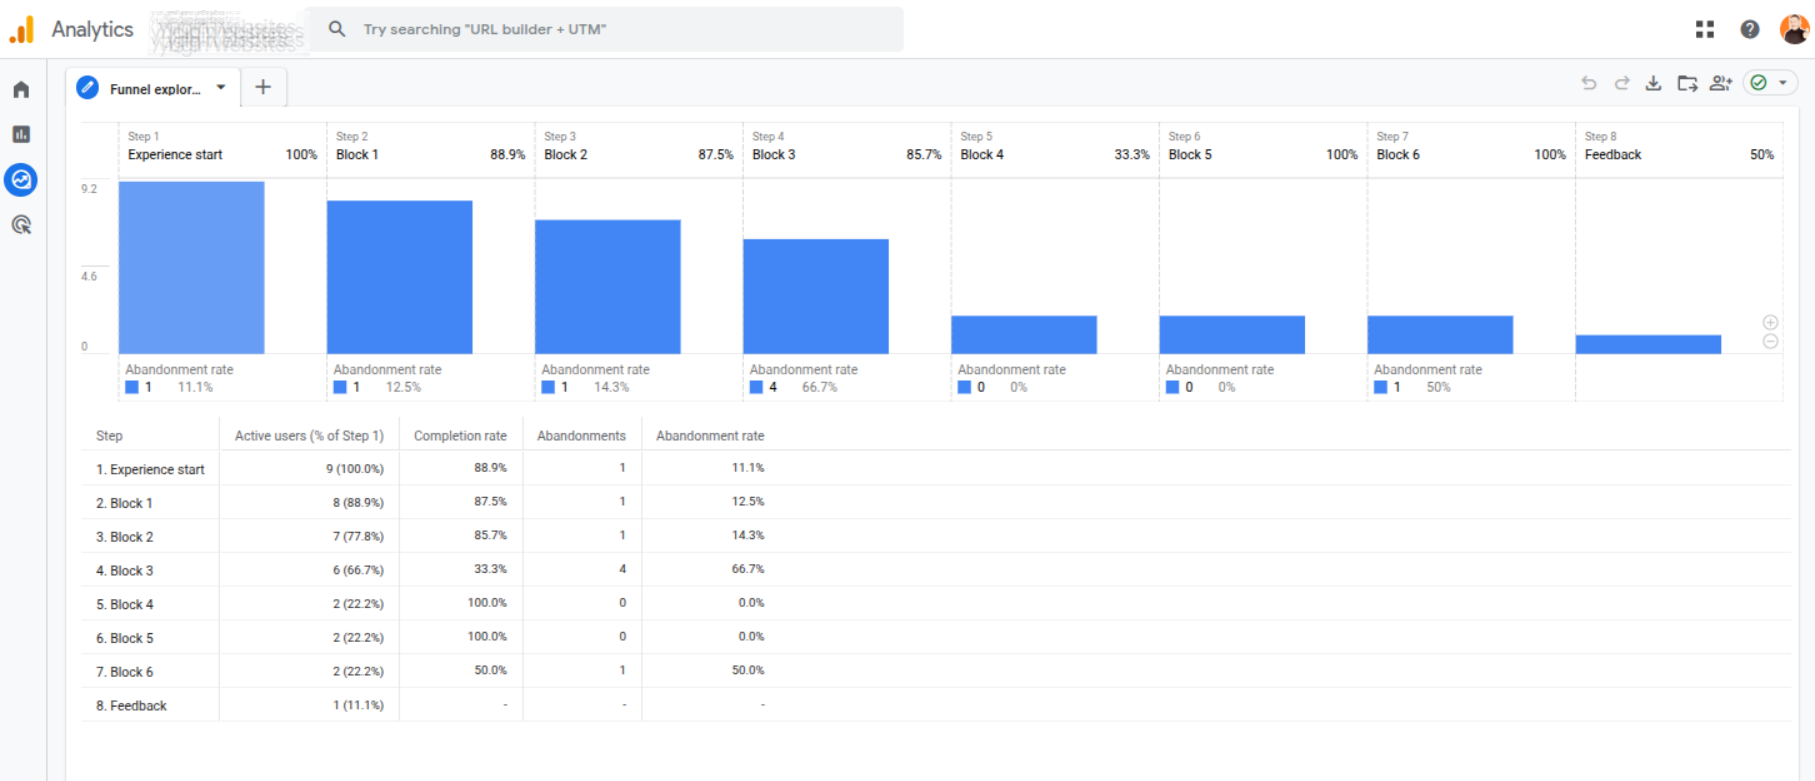 Analytics
Try searching "URL builder + UTM"
Funnel explor...
Step 1 Step 2 Step 3 Step 4 Step 5 Step 6 Step 7 Step 8
Experience start 100% Block 1 88.9% Block 2 87.5% Block 3 85.7% Block 4 33.3% Block 5 100% Block 6 100% Feedback 50%
9.2
4.6
0
Abandonment rate Abandonment rate Abandonment rate Abandonment rate Abandonment rate Abandonment rate Abandonment rate
1 11.1% 1 12.5% 1 14.3% 4 66.7% 0 0% 0 0% 1 50%
Step Active users (% of Step 1) Completion rate Abandonments Abandonment rate
1. Experience start 9 (100.0%) 88.9% 1 11.1%
2. Block 1 8 (88.9%) 87.5% 1 12.5%
3. Block 2 7 (77.8%) 85.7% 1 14.3%
4. Block 3 6 (66.7%) 33.3% 4 66.7%
5. Block 4 2 (22.2%) 100.0% 0 0.0%
6. Block 5 2 (22.2%) 100.0% 0 0.0%
7. Block 6 2 (22.2%) 50.0% 1 50.0%
8. Feedback 1 (11.1%) - - -